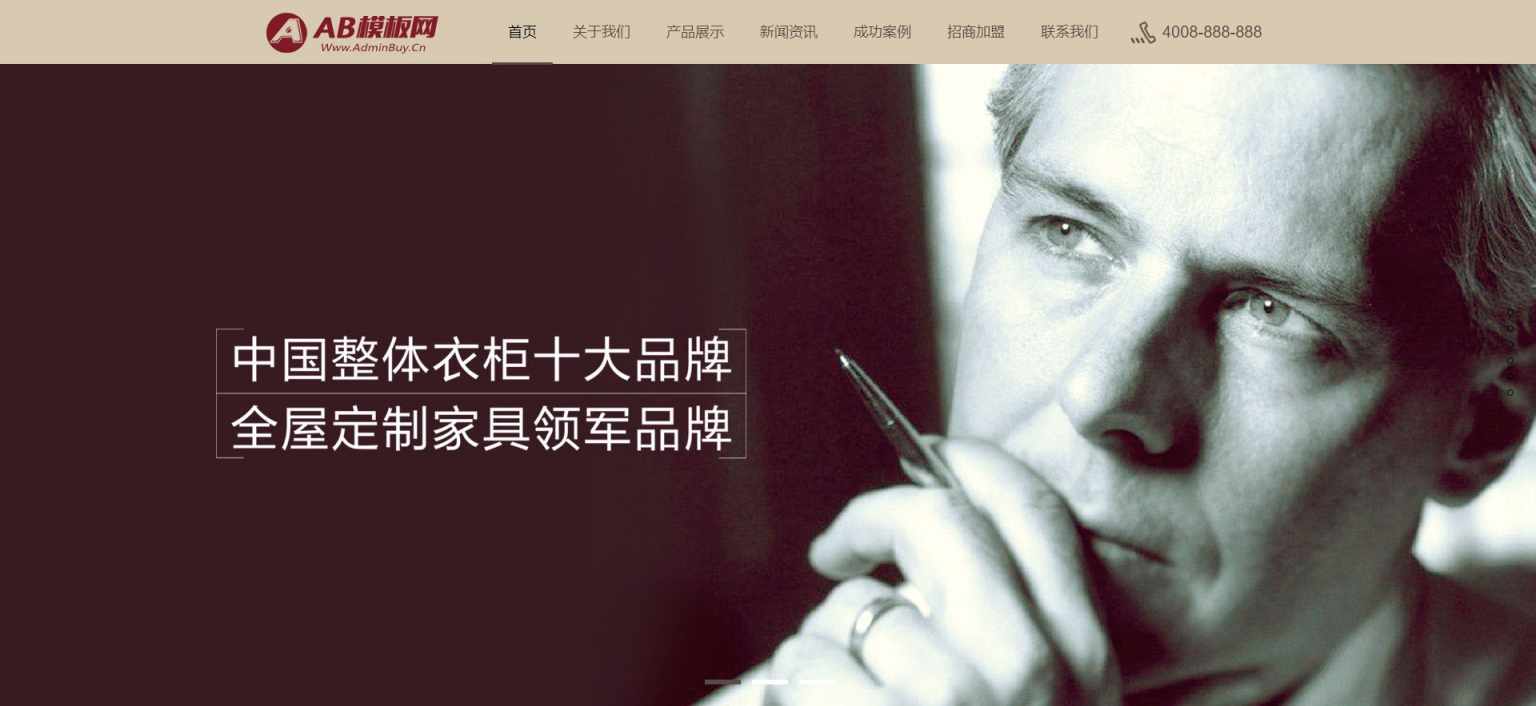 AB模板网
Www.AdminBuy.Cn
首页
关于我们
产品展示
新闻资讯
成功案例
招商加盟
联系我们
4008-888-888
中国整体衣柜十大品牌
全屋定制家具领军品牌